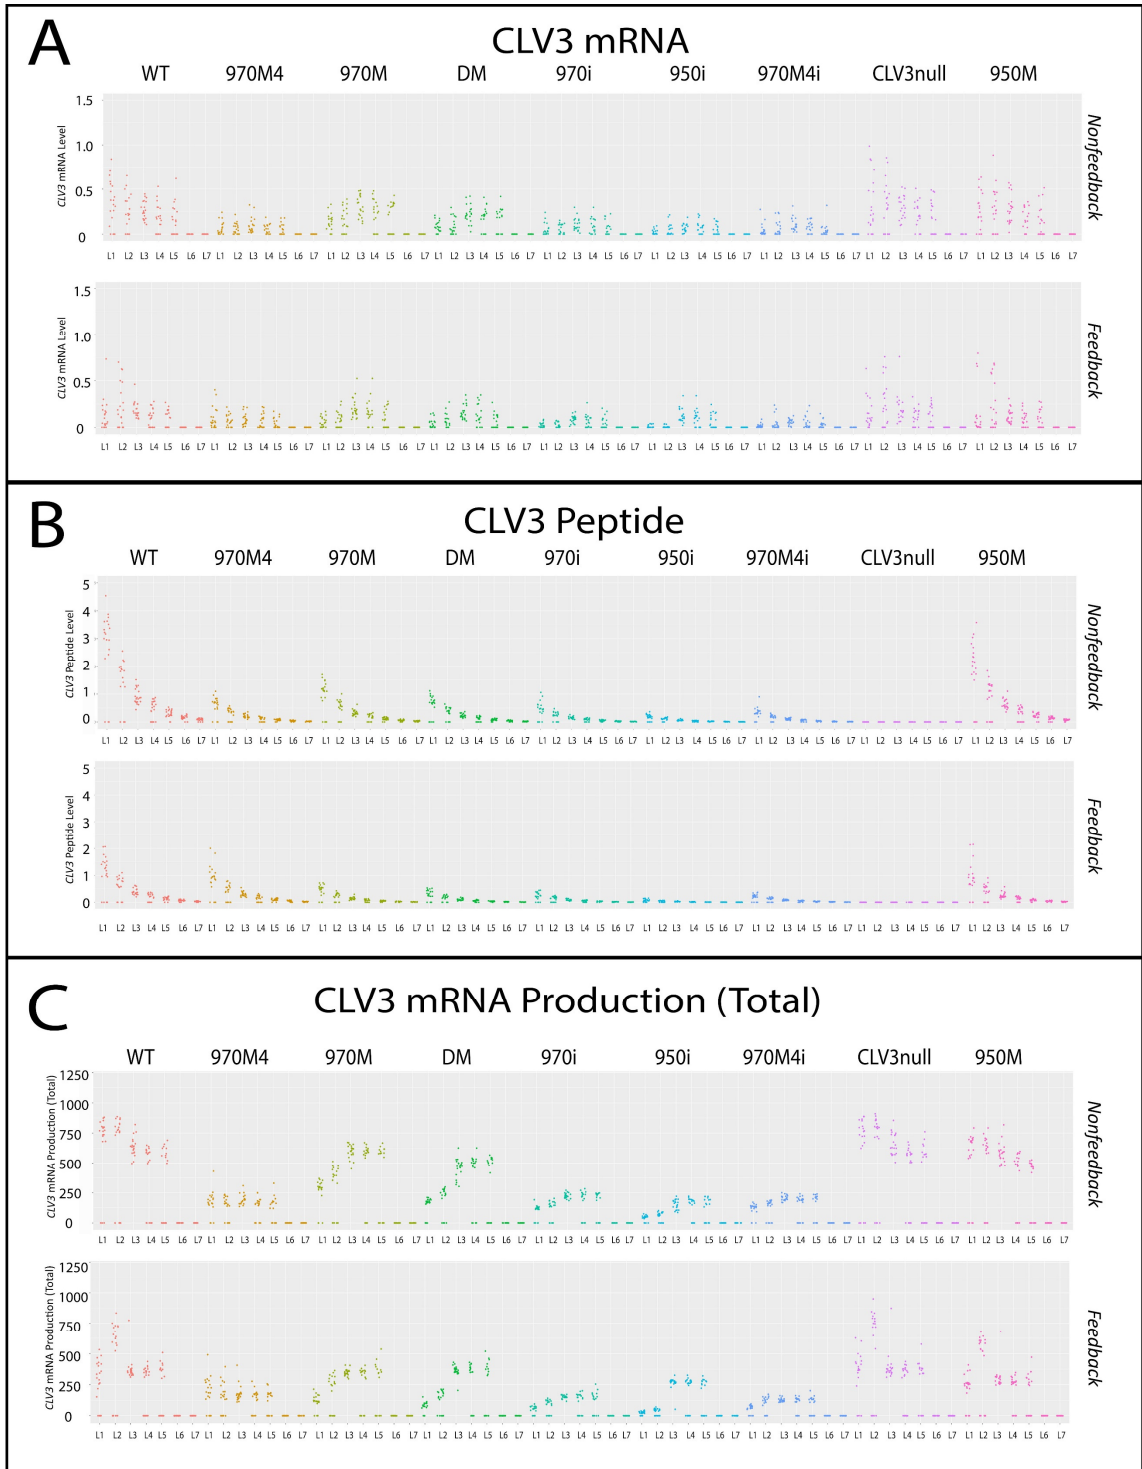 A
CLV3 mRNA
WT 970M4 970M DM 970i 950i 970M4i CLV3null 950M
CLV3 mRNA Level
1.5
1.0
0.5
0
Nonfeedback
L1 L2 L3 L4 L5 L6 L7 L1 L2 L3 L4 L5 L6 L7 L1 L2 L3 L4 L5 L6 L7 L1 L2 L3 L4 L5 L6 L7 L1 L2 L3 L4 L5 L6 L7 L1 L2 L3 L4 L5 L6 L7 L1 L2 L3 L4 L5 L6 L7 L1 L2 L3 L4 L5 L6 L7 L1 L2 L3 L4 L5 L6 L7
CLV3 mRNA Level
1.5
1.0
0.5
0
Feedback
L1 L2 L3 L4 L5 L6 L7 L1 L2 L3 L4 L5 L6 L7 L1 L2 L3 L4 L5 L6 L7 L1 L2 L3 L4 L5 L6 L7 L1 L2 L3 L4 L5 L6 L7 L1 L2 L3 L4 L5 L6 L7 L1 L2 L3 L4 L5 L6 L7 L1 L2 L3 L4 L5 L6 L7 L1 L2 L3 L4 L5 L6 L7
B
CLV3 Peptide
WT 970M4 970M DM 970i 950i 970M4i CLV3null 950M
CLV3 Peptide Level
5
4
3
2
1
0
Nonfeedback
L1 L2 L3 L4 L5 L6 L7 L1 L2 L3 L4 L5 L6 L7 L1 L2 L3 L4 L5 L6 L7 L1 L2 L3 L4 L5 L6 L7 L1 L2 L3 L4 L5 L6 L7 L1 L2 L3 L4 L5 L6 L7 L1 L2 L3 L4 L5 L6 L7 L1 L2 L3 L4 L5 L6 L7 L1 L2 L3 L4 L5 L6 L7
CLV3 Peptide Level
5
4
3
2
1
0
Feedback
L1 L2 L3 L4 L5 L6 L7 L1 L2 L3 L4 L5 L6 L7 L1 L2 L3 L4 L5 L6 L7 L1 L2 L3 L4 L5 L6 L7 L1 L2 L3 L4 L5 L6 L7 L1 L2 L3 L4 L5 L6 L7 L1 L2 L3 L4 L5 L6 L7 L1 L2 L3 L4 L5 L6 L7 L1 L2 L3 L4 L5 L6 L7
C
CLV3 mRNA Production (Total)
WT 970M4 970M DM 970i 950i 970M4i CLV3null 950M
CLV3 mRNA Production (Total)
1250
1000
750
500
250
0
Nonfeedback
L1 L2 L3 L4 L5 L6 L7 L1 L2 L3 L4 L5 L6 L7 L1 L2 L3 L4 L5 L6 L7 L1 L2 L3 L4 L5 L6 L7 L1 L2 L3 L4 L5 L6 L7 L1 L2 L3 L4 L5 L6 L7 L1 L2 L3 L4 L5 L6 L7 L1 L2 L3 L4 L5 L6 L7 L1 L2 L3 L4 L5 L6 L7
CLV3 mRNA Production (Total)
1250
1000
750
500
250
0
Feedback
L1 L2 L3 L4 L5 L6 L7 L1 L2 L3 L4 L5 L6 L7 L1 L2 L3 L4 L5 L6 L7 L1 L2 L3 L4 L5 L6 L7 L1 L2 L3 L4 L5 L6 L7 L1 L2 L3 L4 L5 L6 L7 L1 L2 L3 L4 L5 L6 L7 L1 L2 L3 L4 L5 L6 L7 L1 L2 L3 L4 L5 L6 L7